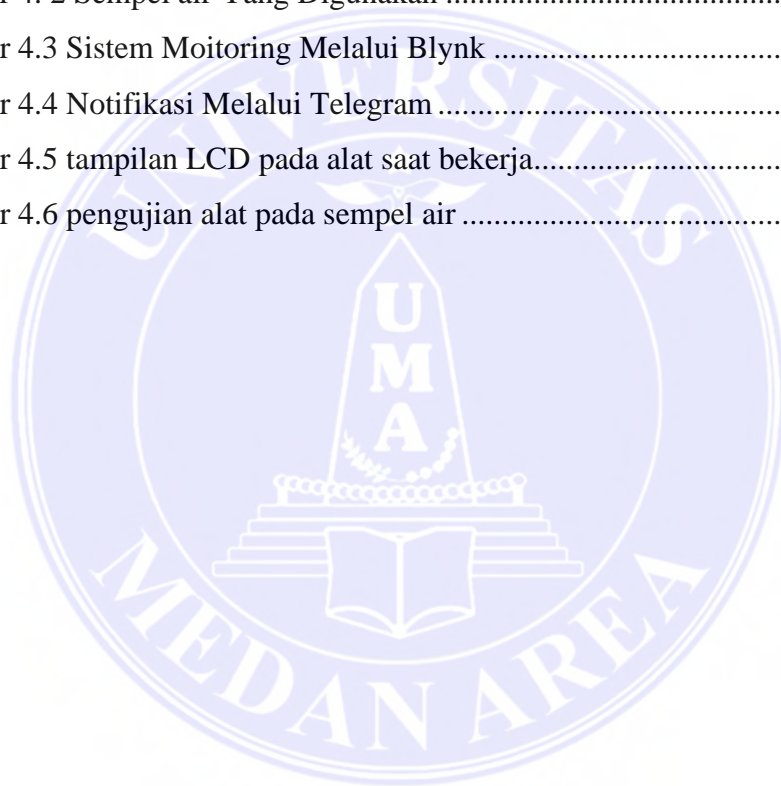 r 4. 2 Sempel air Yang Digunakan ....................................
r 4.3 Sistem Moitoring Melalui Blynk ....................................
r 4.4 Notifikasi Melalui Telegram ....................................
r 4.5 tampilan LCD pada alat saat bekerja....................................
r 4.6 pengujian alat pada sempel air ....................................
UNIVERSITAS
UMA
MEDAN AREA